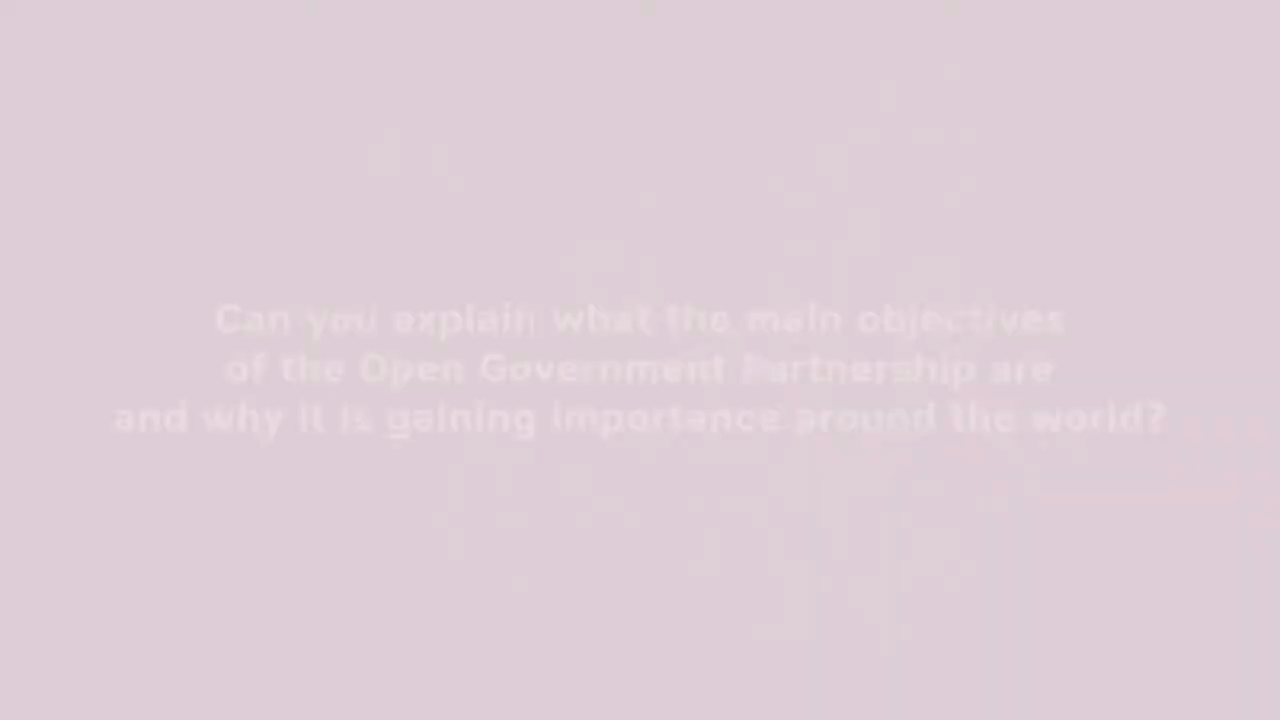 Can you explain what the main objectives
of the Open Government Partnership are
and why it is gaining importance around the world?